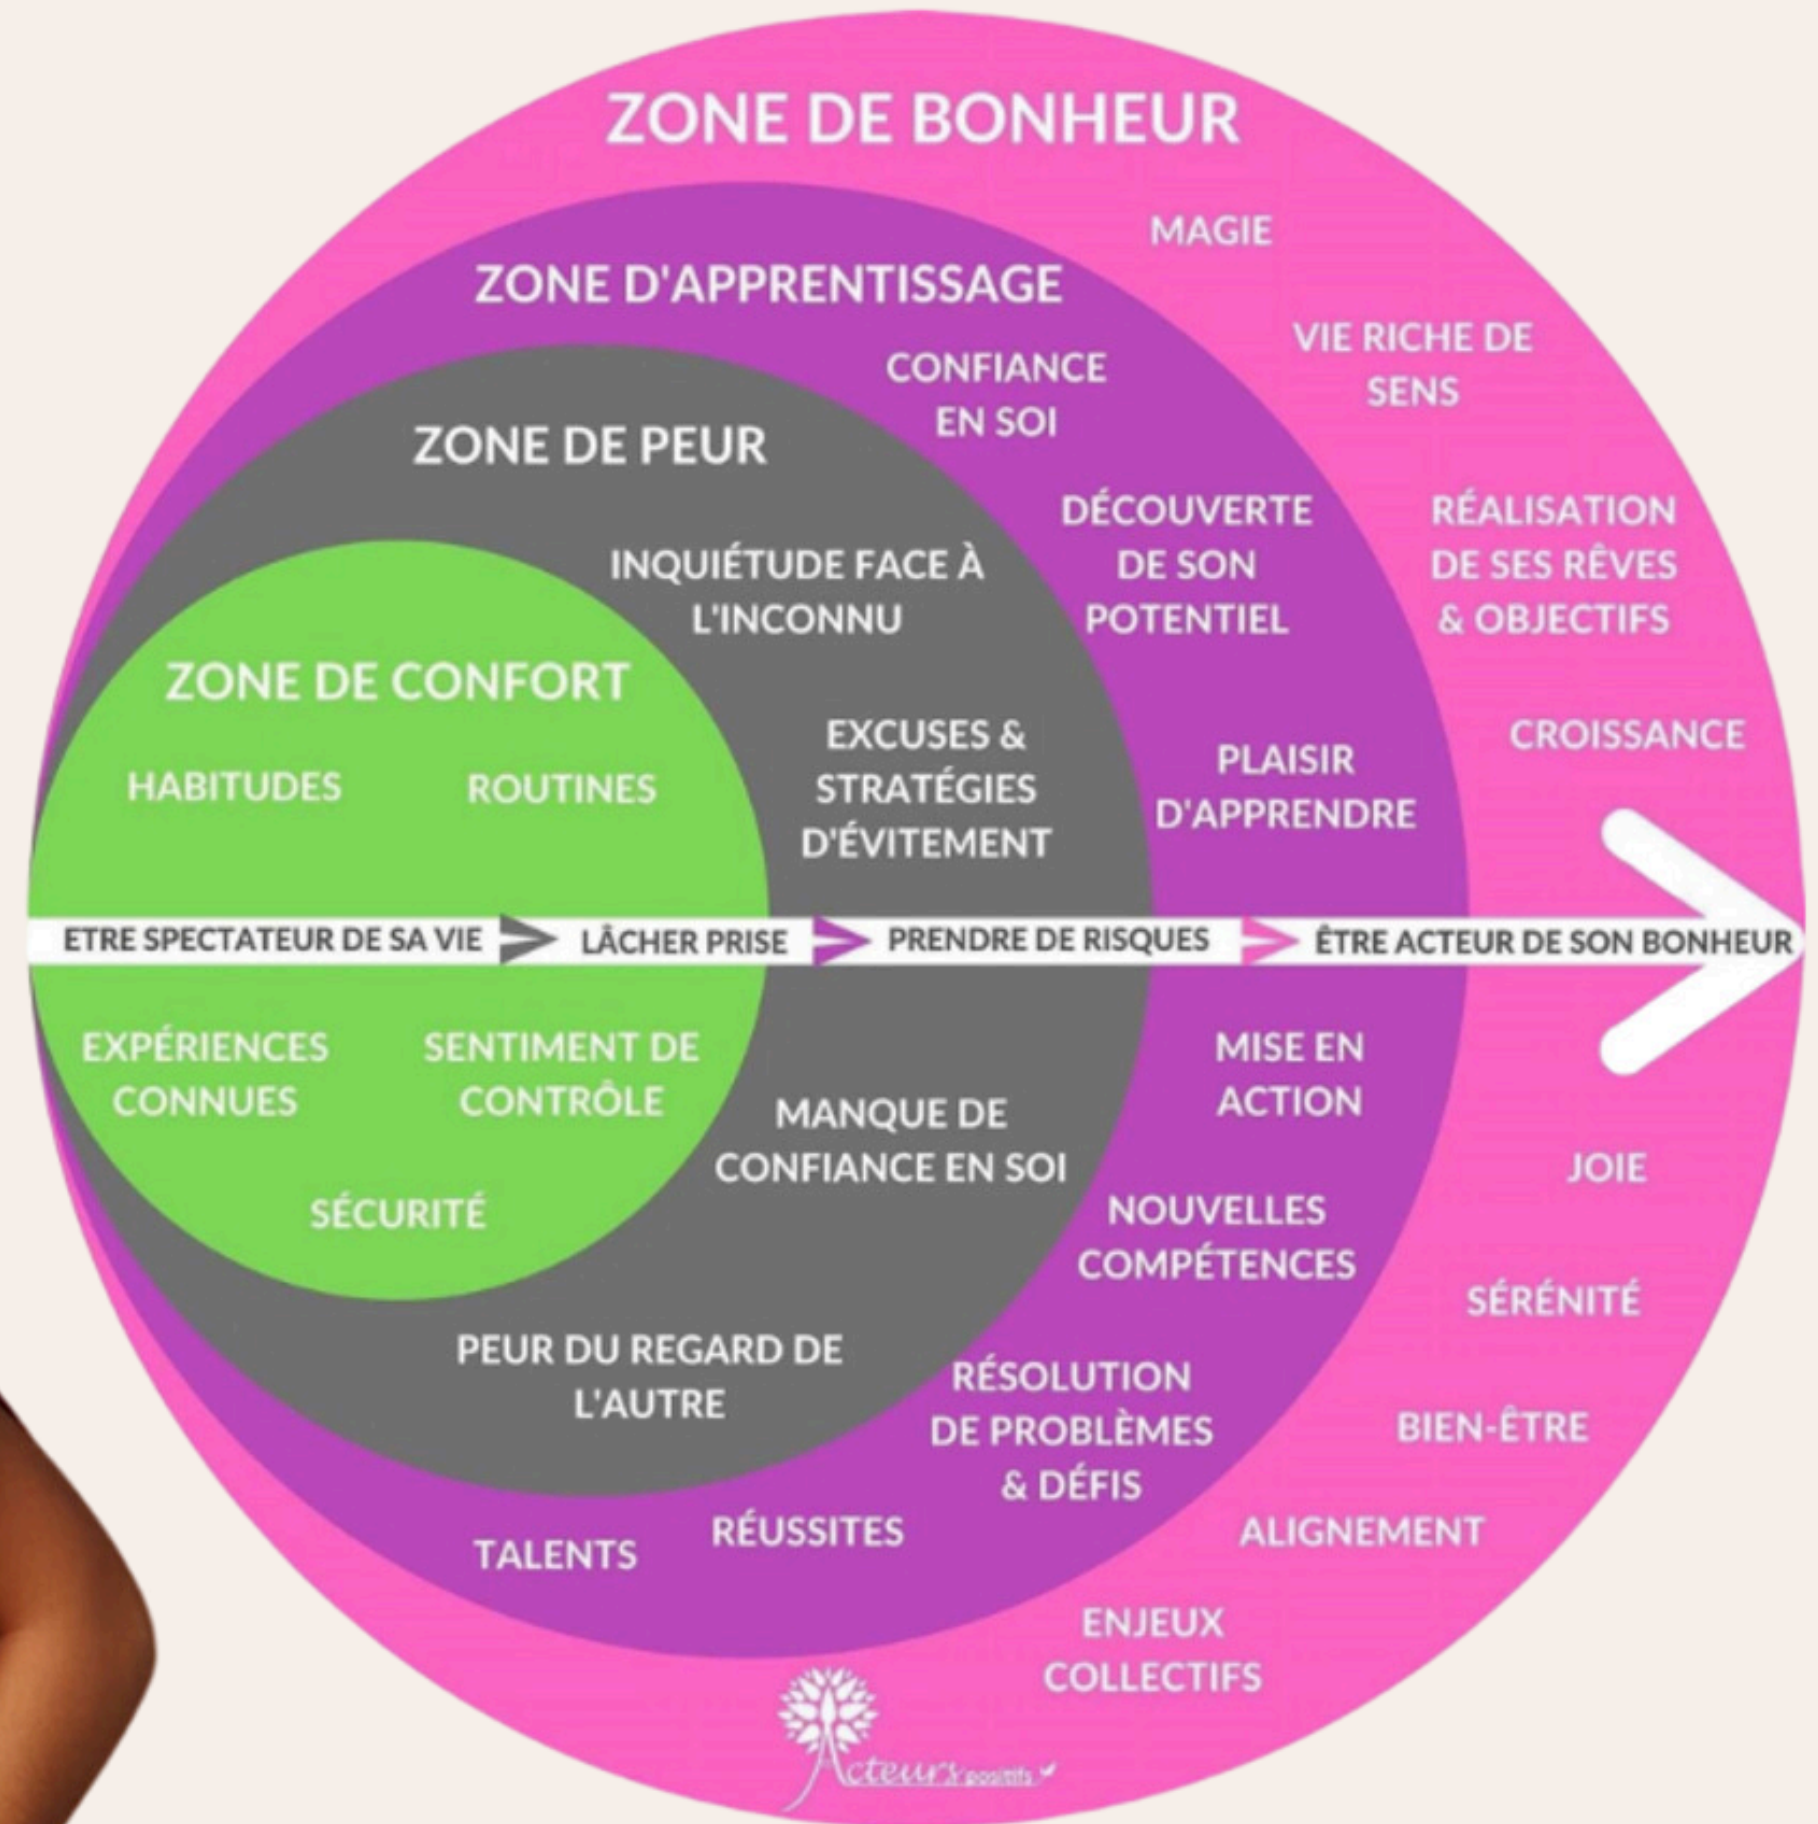 ZONE DE BONHEUR
MAGIE
VIE RICHE DE
SENS
RÉALISATION
DE SES RÊVES
& OBJECTIFS
CROISSANCE
ZONE D'APPRENTISSAGE
CONFIANCE
EN SOI
DÉCOUVERTE
DE SON
POTENTIEL
PLAISIR
D'APPRENDRE
ZONE DE PEUR
INQUIÉTUDE FACE À
L'INCONNU
EXCUSES &
STRATÉGIES
D'ÉVITEMENT
ZONE DE CONFORT
HABITUDES
ROUTINES
ETRE SPECTATEUR DE SA VIE
LÂCHER PRISE
PRENDRE DE RISQUES
ÊTRE ACTEUR DE SON BONHEUR
EXPÉRIENCES
CONNUES
SENTIMENT DE
CONTRÔLE
SÉCURITÉ
MANQUE DE
CONFIANCE EN SOI
PEUR DU REGARD DE
L'AUTRE
MISE EN
ACTION
NOUVELLES
COMPÉTENCES
RÉSOLUTION
DE PROBLÈMES
& DÉFIS
RÉUSSITES
TALENTS
JOIE
SÉRÉNITÉ
BIEN-ÊTRE
ALIGNEMENT
ENJEUX
COLLECTIFS
Acteurs positifs